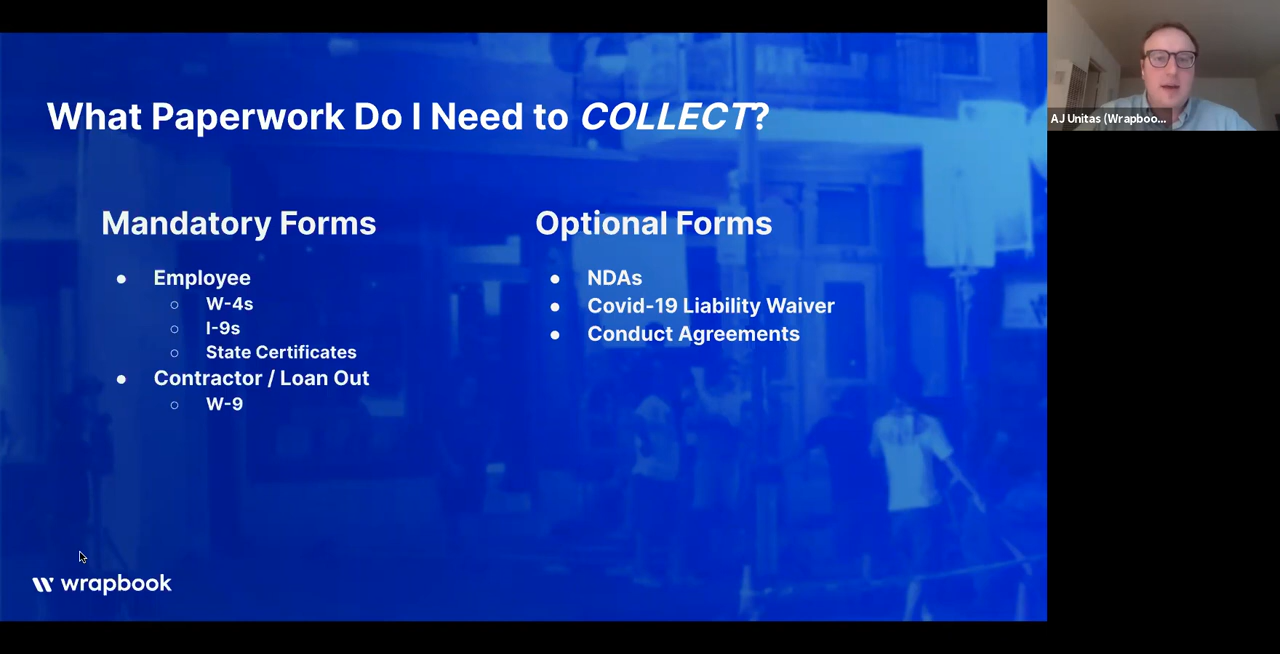 What Paperwork Do I Need to COLLECT?
Mandatory Forms
● Employee
○ W-4s
○ I-9s
○ State Certificates
● Contractor / Loan Out
○ W-9
Optional Forms
● NDAs
● Covid-19 Liability Waiver
● Conduct Agreements
wrapbook
AJ Unitas (Wrapboo...